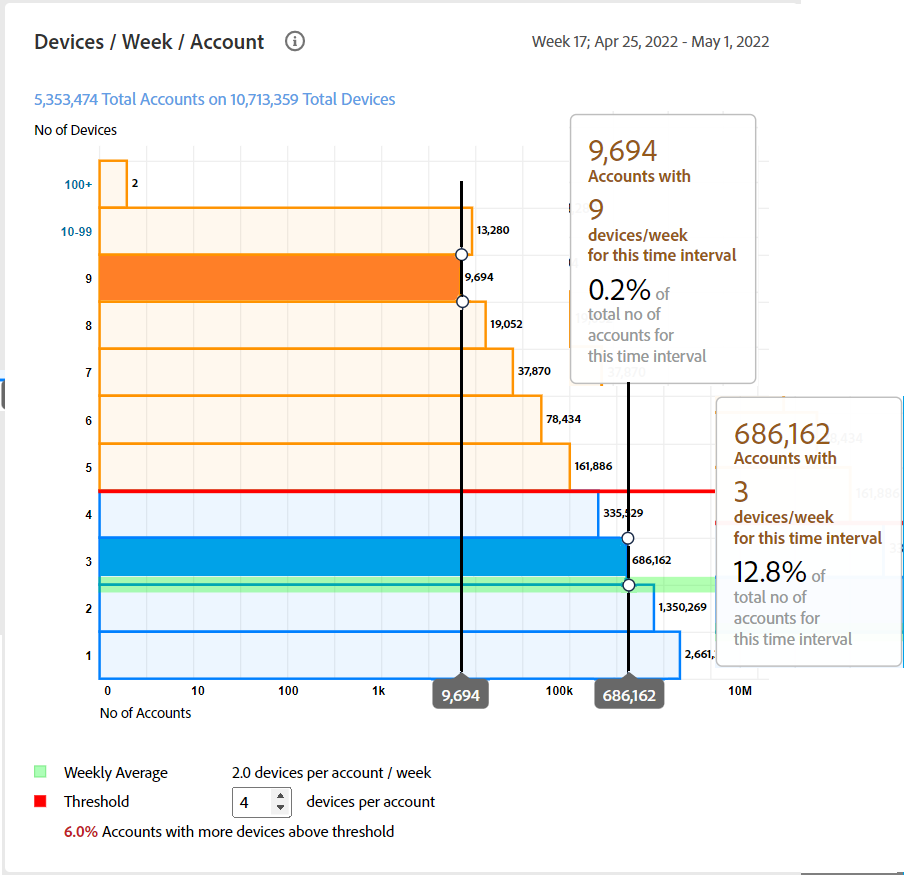 Devices / Week / Account
Week 17; Apr 25, 2022 - May 1, 2022
5,353,474 Total Accounts on 10,713,359 Total Devices
No of Devices
100+
2
10-99
13,280
9
9,694
8
19,052
7
37,870
6
78,434
5
161,886
4
335,529
3
686,162
2
1,350,269
1
2,661,
9,694
Accounts with
9
devices/week
for this time interval
0.2% of
total no of
accounts for
this time interval
37,870
686,162
Accounts with
3
devices/week
for this time interval
12.8% of
total no of
accounts for
this time interval
161,886
0 10 100 1k 9,694 100k 686,162 10M
No of Accounts
Weekly Average 2.0 devices per account / week
Threshold 4 devices per account
6.0% Accounts with more devices above threshold